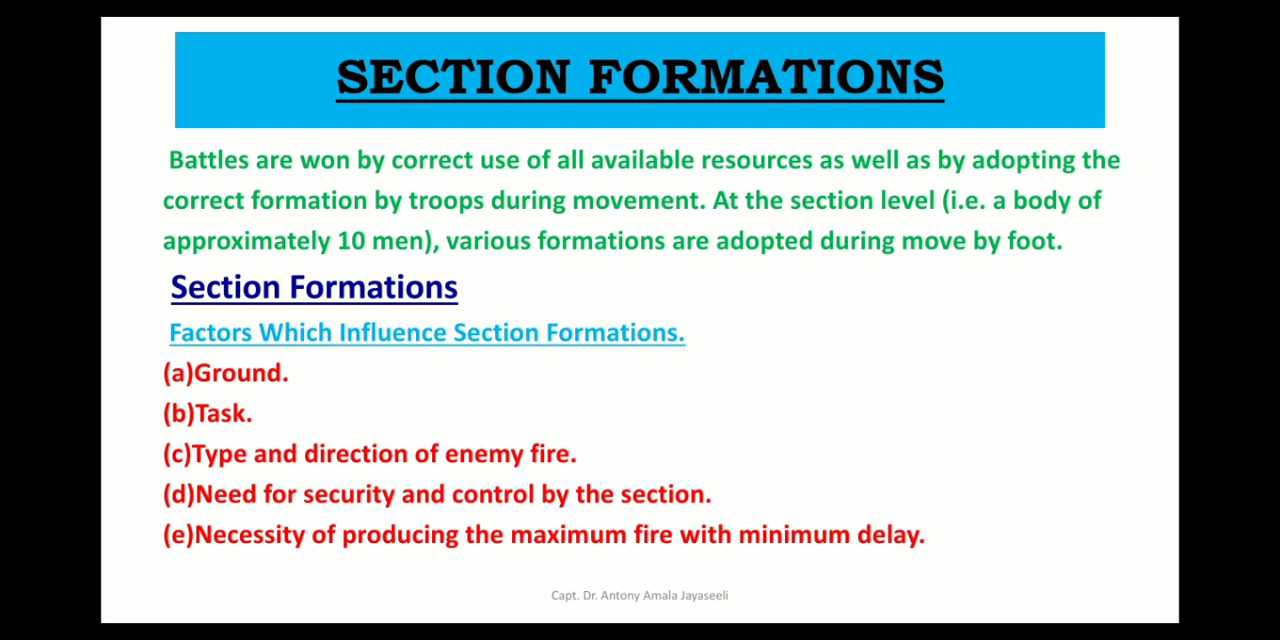 SECTION FORMATIONS
Battles are won by correct use of all available resources as well as by adopting the
correct formation by troops during movement. At the section level (i.e. a body of
approximately 10 men), various formations are adopted during move by foot.
Section Formations
Factors Which Influence Section Formations.
(a)Ground.
(b)Task.
(c)Type and direction of enemy fire.
(d)Need for security and control by the section.
(e)Necessity of producing the maximum fire with minimum delay.
Capt. Dr. Antony Amala Jayaseeli